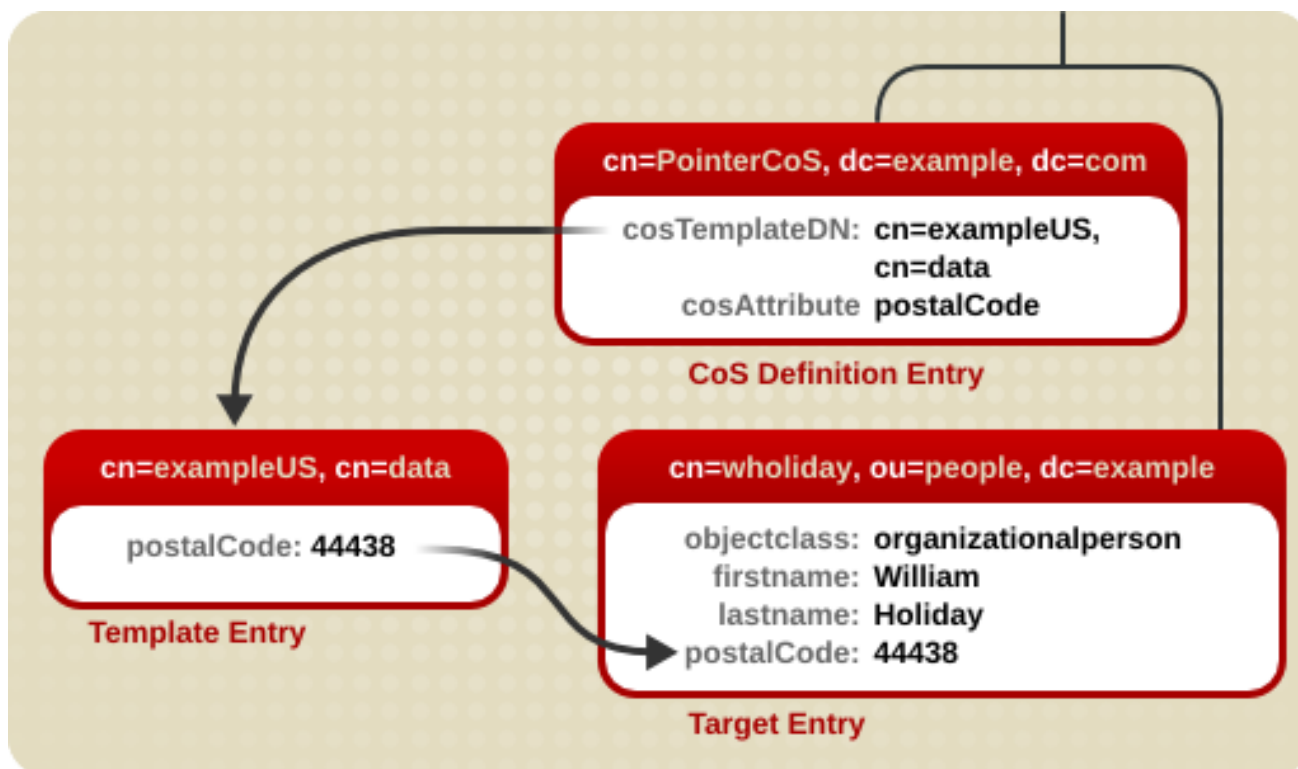 cn=PointerCoS, dc=example, dc=com
cosTemplateDN: cn=exampleUS,
cn=data
cosAttribute postalCode
CoS Definition Entry
cn=exampleUS, cn=data
postalCode: 44438
Template Entry
cn=wholiday, ou=people, dc=example
objectclass: organizationalperson
firstname: William
lastname: Holiday
postalCode: 44438
Target Entry